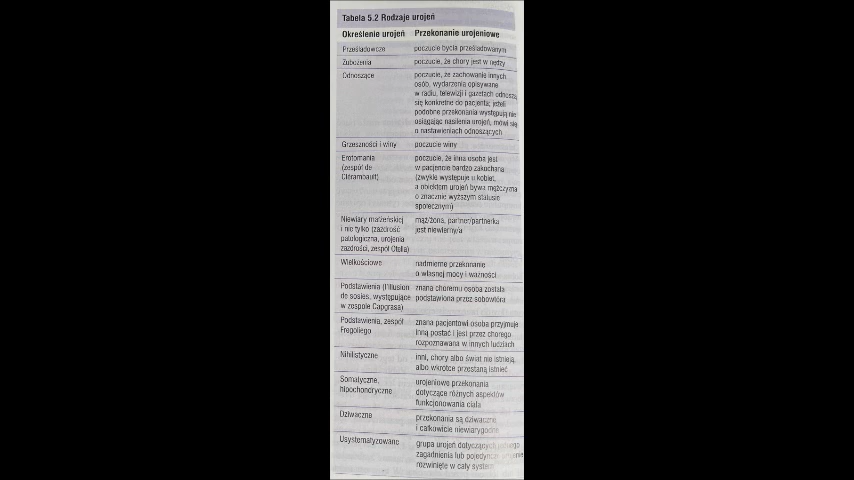 Tabela 5.2 Rodzaje urojeń
Określenie urojeń Przekonanie urojeniowe
Prześladowcze poczucie bycia prześladowanym
Zubożenia poczucie, że chory jest w nędzy
Odnoszące poczucie, że zachowanie innych
osób, wydarzenia opisywane
w radiu, telewizji i gazetach odnoszą
się konkretnie do pacjenta; jeżeli
podobne przekonania występują nie
osiągając nasilenia urojeń, mówi się
o nastawieniach odnoszących
Grzeszności i winy poczucie winy
Erotomania poczucie, że inna osoba jest
(zespół de w pacjencie bardzo zakochana
Clérambault) (zwykle występuje u kobiet,
a obiektem urojeń bywa mężczyzna
o znacznie wyższym statusie
społecznym)
Niewiary małżeńskiej mąż/żona, partner/partnerka
i nie tylko (zazdrość jest niewierny/a
patologiczna, urojenia
zazdrości, zespół Otella)
Wielkościowe nadmierne przekonanie
o własnej mocy i ważności
Podstawienia (l'illusion znana choremu osoba została
de sosies, występujące podstawiona przez sobowtóra
w zespole Capgrasa)
Podstawienia, zespół znana pacjentowi osoba przyjmuje
Fregoliego inną postać i jest przez chorego
rozpoznawana w innych ludziach
Nihilistyczne inni, chory albo świat nie istnieją,
albo wkrótce przestaną istnieć
Somatyczne, urojeniowe przekonania
hipochondryczne dotyczące różnych aspektów
funkcjonowania ciała
Dziwaczne przekonania są dziwaczne
i całkowicie niewiarygodne
Usystematyzowane grupa urojeń dotyczących
zagadnienia lub
rozwinięte w cały system